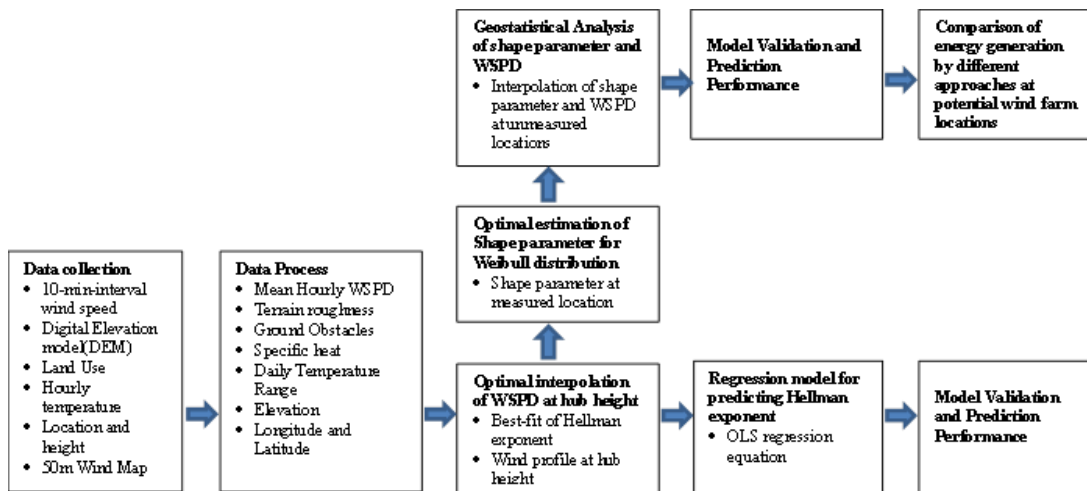 Geostatistical Analysis
of shape parameter and
WSPD
• Interpolation of shape
parameter and WSPD
atunmeasured
locations
Model Validation and
Prediction
Performance
Comparison of
energy generation
by different
approaches at
potential wind farm
locations
Optimal estimation of
Shape parameter for
Weibull distribution
• Shape parameter at
measured location
Data collection
• 10-min-interval
wind speed
• Digital Elevation
model(DEM)
• Land Use
• Hourly
temperature
• Location and
height
• 50m Wind Map
Data Process
• Mean Hourly WSPD
• Terrain roughness
• Ground Obstacles
• Specific heat
• Daily Temperature
Range
• Elevation
• Longitude and
Latitude
Optimal interpolation
of WSPD at hub height
• Best-fit of Hellman
exponent
• Wind profile at hub
height
Regression model for
predicting Hellman
exponent
• OLS regression
equation
Model Validation
and Prediction
Performance